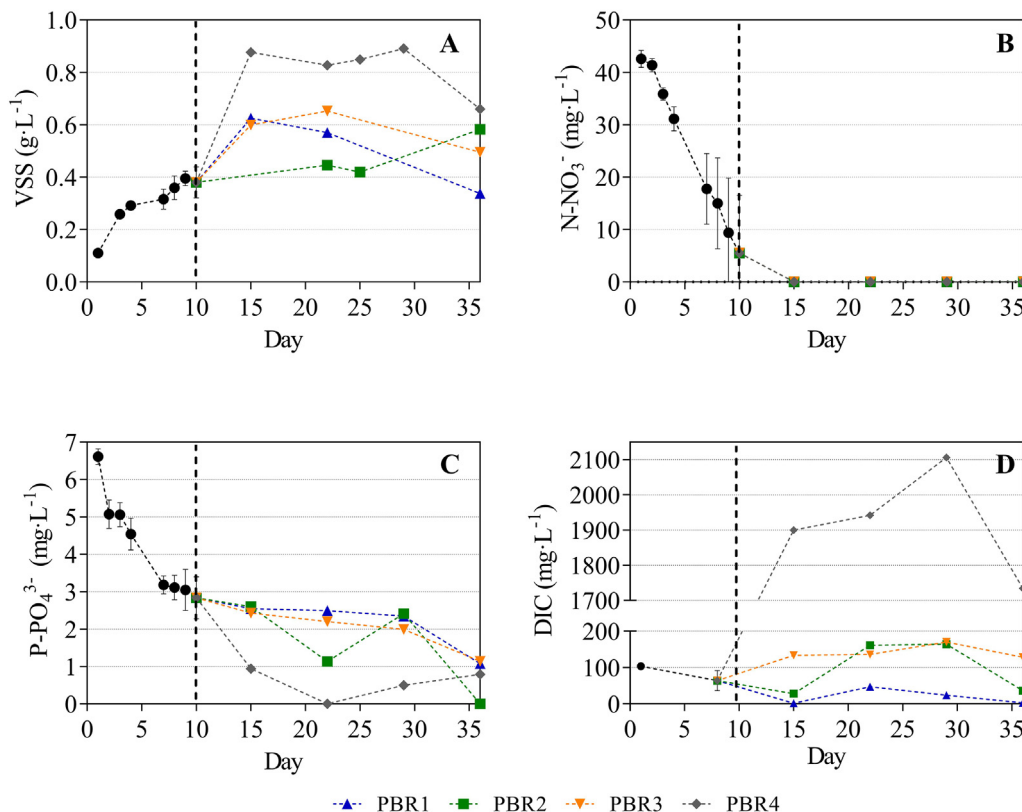 A
VSS (g·L⁻¹)
1.0
0.8
0.6
0.4
0.2
0.0
0 5 10 15 20 25 30 35
Day
B
N-NO₃⁻ (mg·L⁻¹)
50
40
30
20
10
0
0 5 10 15 20 25 30 35
Day
C
P-PO₄³⁻ (mg·L⁻¹)
7
6
5
4
3
2
1
0
0 5 10 15 20 25 30 35
Day
D
DIC (mg·L⁻¹)
2100
2000
1900
1800
1700
200
100
0
0 5 10 15 20 25 30 35
Day
PBR1 PBR2 PBR3 PBR4